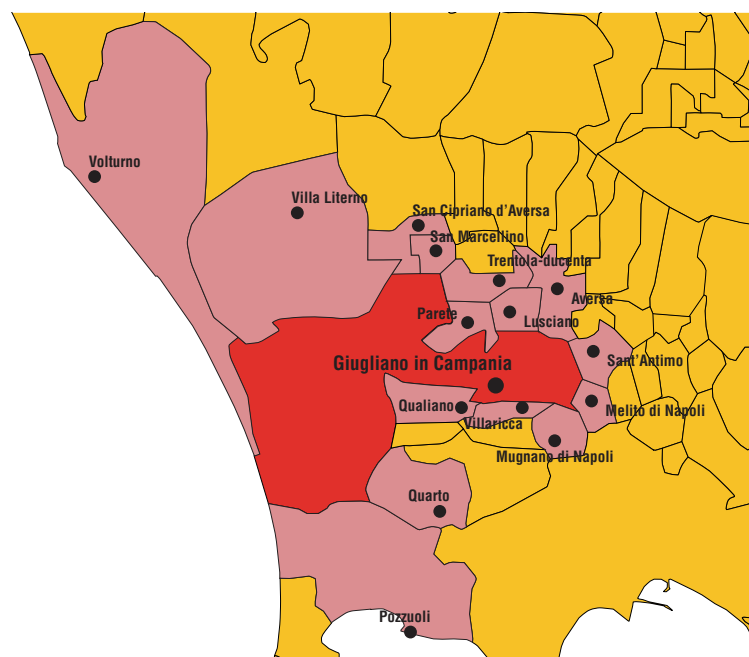 Volturno
Villa Literno
San Cipriano d'Aversa
San Marcellino
Trentola-ducenta
Aversa
Parete
Lusciano
Giugliano in Campania
Sant'Antimo
Qualiano
Melito di Napoli
Villaricca
Mugnano di Napoli
Quarto
Pozzuoli